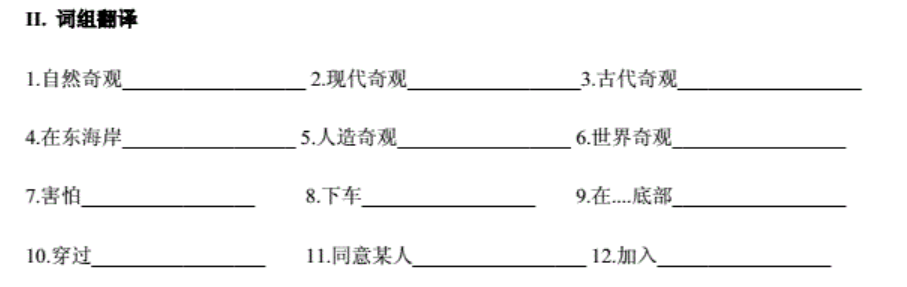 II. 词组翻译
1.自然奇观__________________ 2.现代奇观_________________3.古代奇观__________________
4.在东海岸_________________ 5.人造奇观_________________ 6.世界奇观_________________
7.害怕_________________ 8.下车_________________ 9.在....底部_________________
10.穿过_________________ 11.同意某人_________________ 12.加入_________________